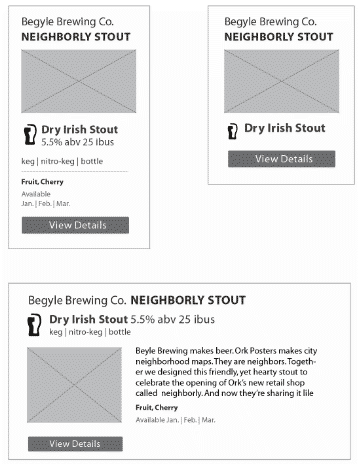 Begyle Brewing Co.
NEIGHBORLY STOUT
Dry Irish Stout
5.5% abv 25 ibus
keg | nitro-keg | bottle
Fruit, Cherry
Available
Jan. | Feb. | Mar.
View Details
Begyle Brewing Co.
NEIGHBORLY STOUT
Dry Irish Stout
View Details
Begyle Brewing Co. NEIGHBORLY STOUT
Dry Irish Stout 5.5% abv 25 ibus
keg | nitro-keg | bottle
Beyle Brewing makes beer. Ork Posters makes city
neighborhood maps. They are neighbors. Togeth-
er we designed this friendly, yet hearty stout to
celebrate the opening of Ork's new retail shop
called neighborly. And now they're sharing it lile
Fruit, Cherry
Available Jan. | Feb. | Mar.
View Details